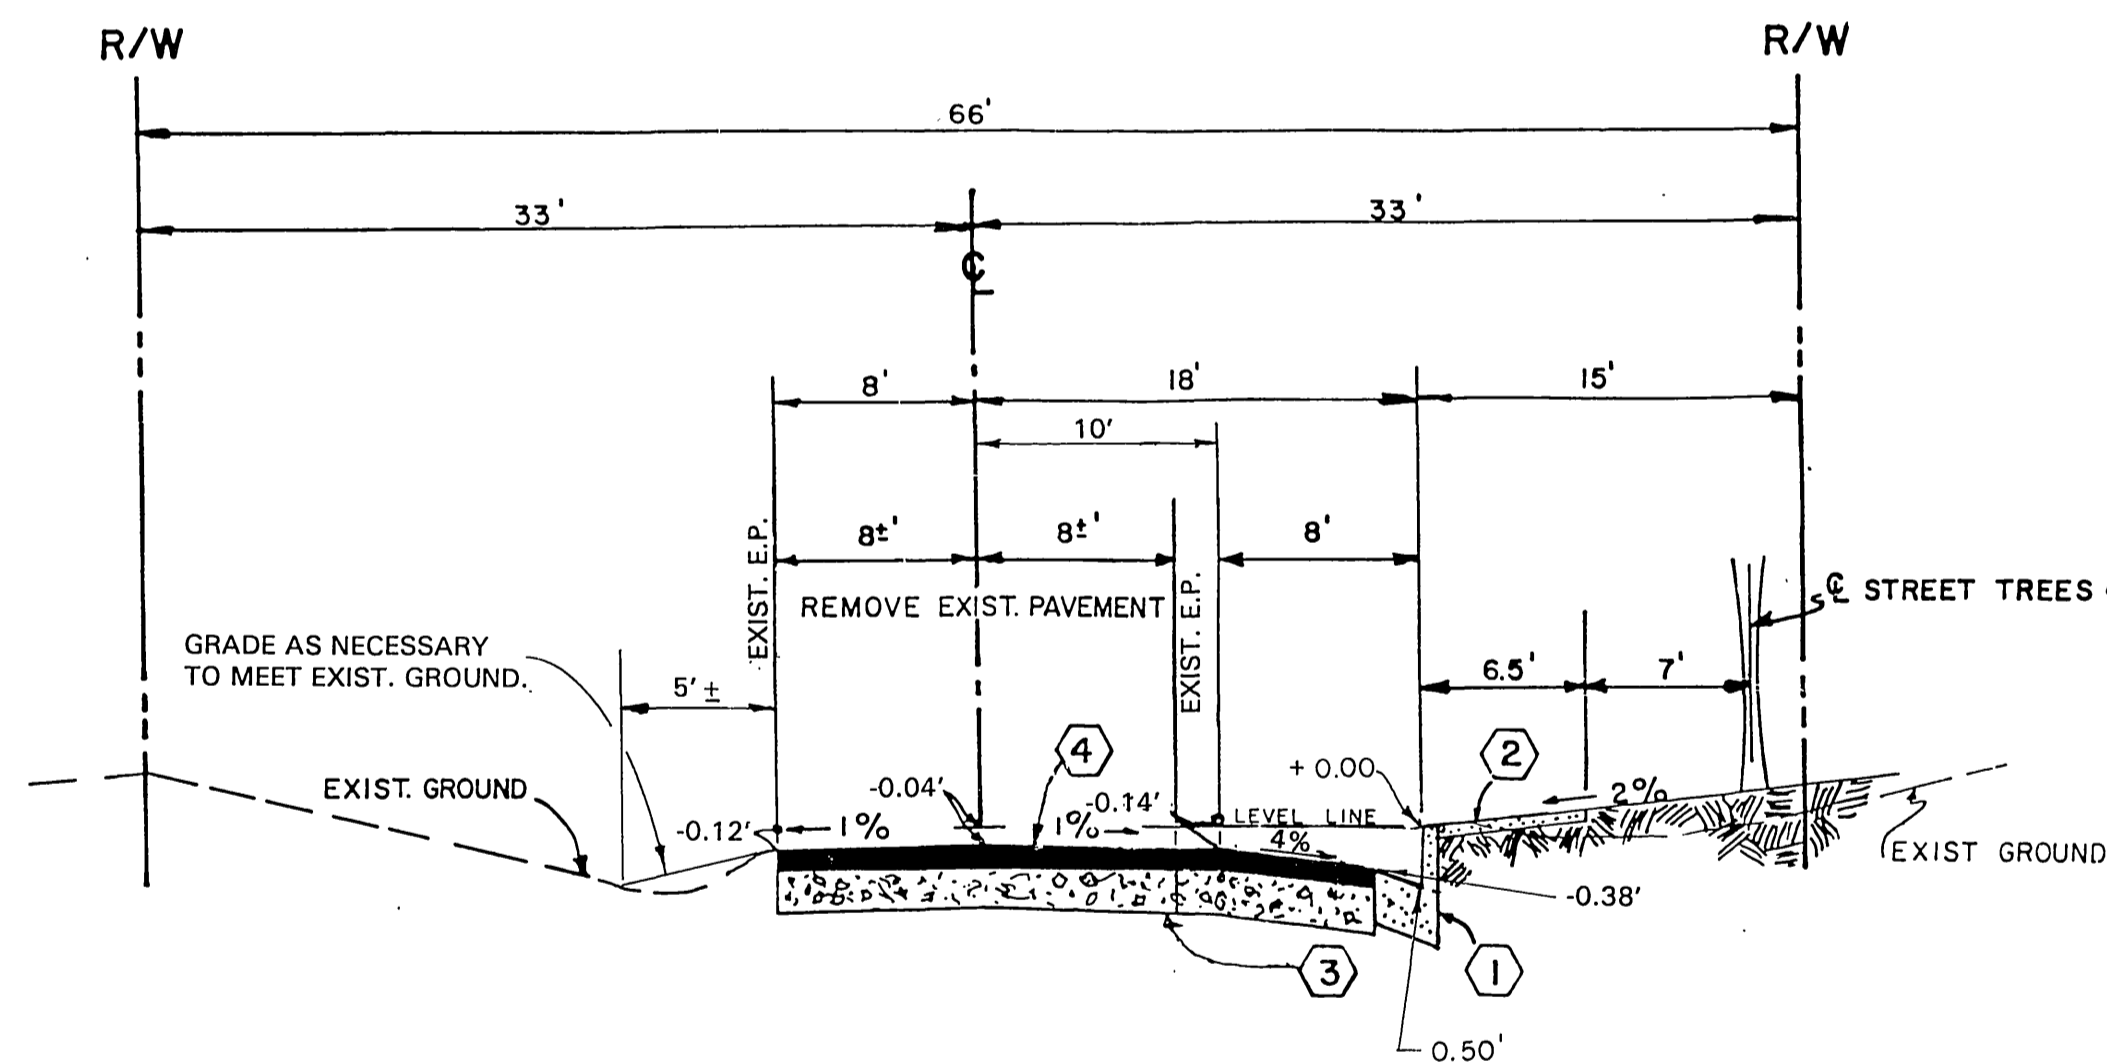 R/W
R/W
66'
33'
33'
℄
8'
18'
15'
10'
8±'
8±'
8'
EXIST. E.P.
REMOVE EXIST. PAVEMENT
EXIST. E.P.
℄ STREET TREES
GRADE AS NECESSARY
TO MEET EXIST. GROUND.
5'±
6.5'
7'
4
2
EXIST. GROUND
-0.04'
+ 0.00
-0.14'
2%
-0.12'
1%
1%
LEVEL LINE
4%
EXIST GROUND
-0.38'
3
1
0.50'